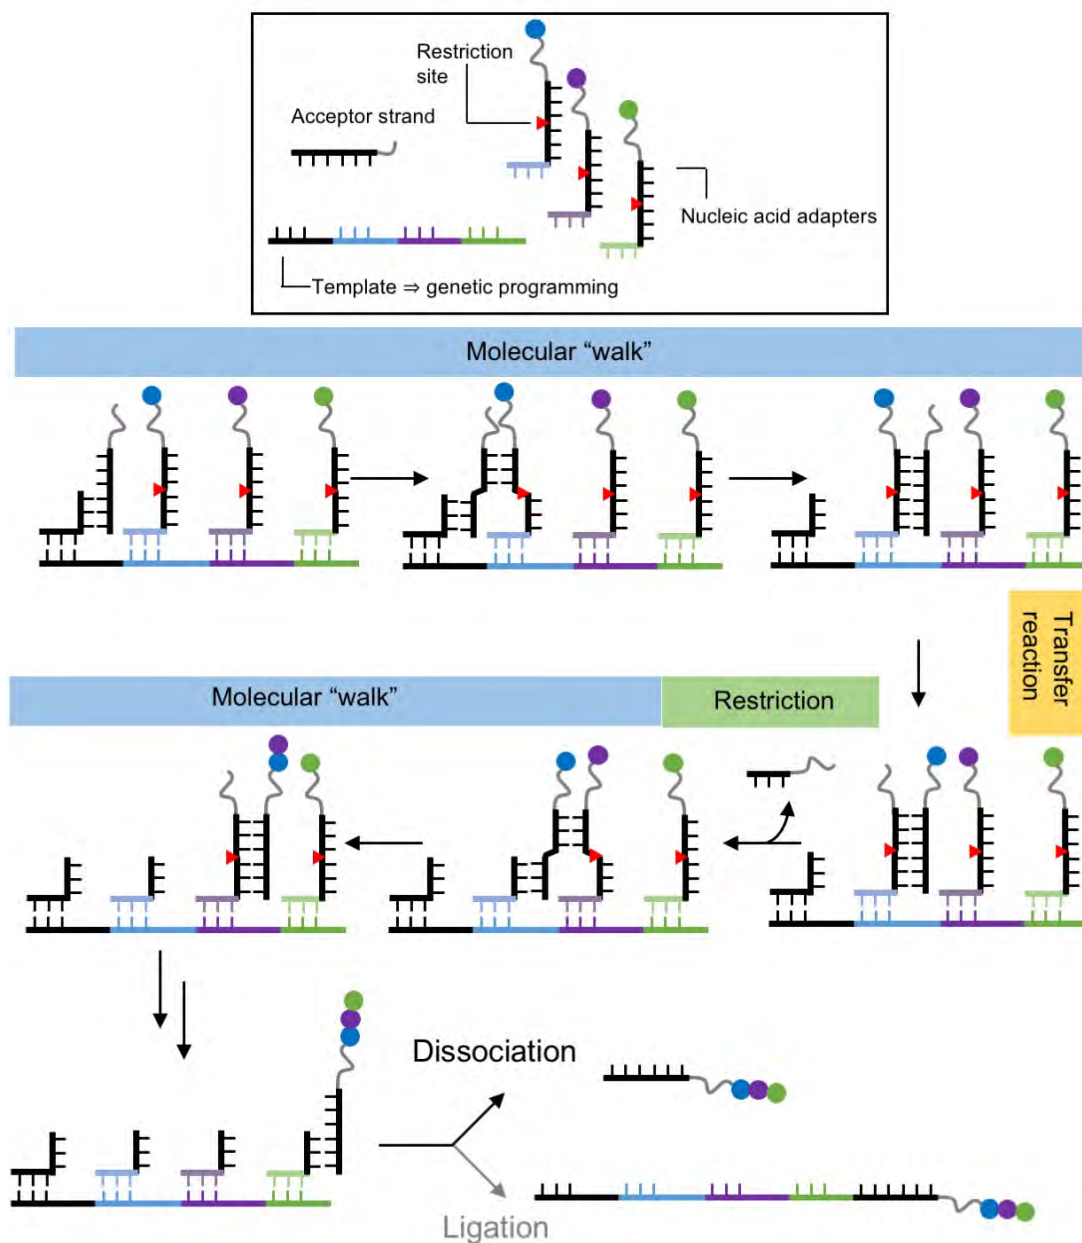 Restriction
site
Acceptor strand
Nucleic acid adapters
Template ⇒ genetic programming
Molecular “walk”
Transfer
reaction
Molecular “walk”
Restriction
Dissociation
Ligation